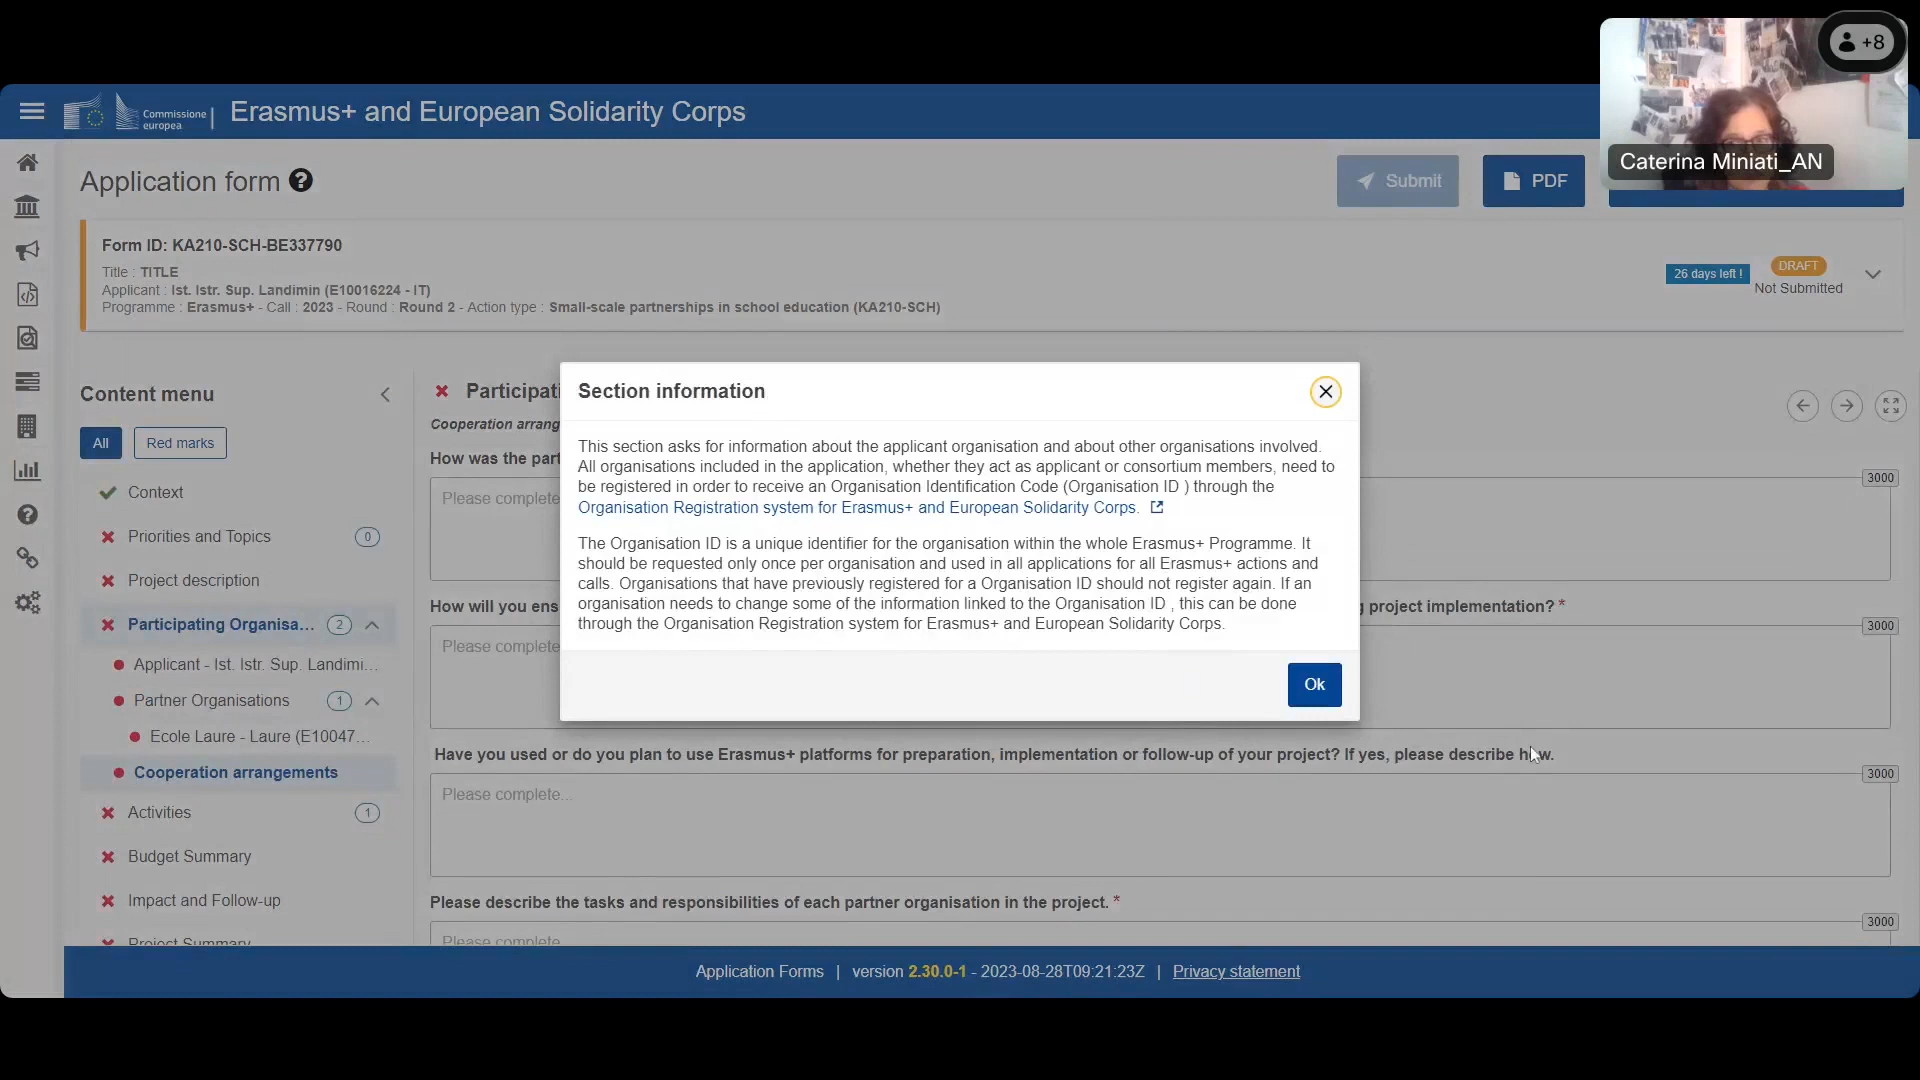 +8
Caterina Miniati_AN
Commissione
europea
Erasmus+ and European Solidarity Corps
Application form
Submit
PDF
Form ID: KA210-SCH-BE337790
Title : TITLE
Applicant : Ist. Istr. Sup. Landimin (E10016224 - IT)
Programme : Erasmus+ - Call : 2023 - Round : Round 2 - Action type : Small-scale partnerships in school education (KA210-SCH)
26 days left !
DRAFT
Not Submitted
Content menu
All
Red marks
Context
Priorities and Topics
0
Project description
Participating Organisa...
2
Applicant - Ist. Istr. Sup. Landimi...
Partner Organisations
1
Ecole Laure - Laure (E10047...
Cooperation arrangements
Activities
1
Budget Summary
Impact and Follow-up
Project Summary
Participati
Cooperation arrang
How was the part
3000
Please complete
How will you ens
g project implementation? *
3000
Please complete
Have you used or do you plan to use Erasmus+ platforms for preparation, implementation or follow-up of your project? If yes, please describe how.
3000
Please complete...
Please describe the tasks and responsibilities of each partner organisation in the project. *
3000
Please complete
Section information
This section asks for information about the applicant organisation and about other organisations involved.
All organisations included in the application, whether they act as applicant or consortium members, need to
be registered in order to receive an Organisation Identification Code (Organisation ID ) through the
Organisation Registration system for Erasmus+ and European Solidarity Corps.
The Organisation ID is a unique identifier for the organisation within the whole Erasmus+ Programme. It
should be requested only once per organisation and used in all applications for all Erasmus+ actions and
calls. Organisations that have previously registered for a Organisation ID should not register again. If an
organisation needs to change some of the information linked to the Organisation ID , this can be done
through the Organisation Registration system for Erasmus+ and European Solidarity Corps.
Ok
Application Forms | version 2.30.0-1 - 2023-08-28T09:21:23Z | Privacy statement